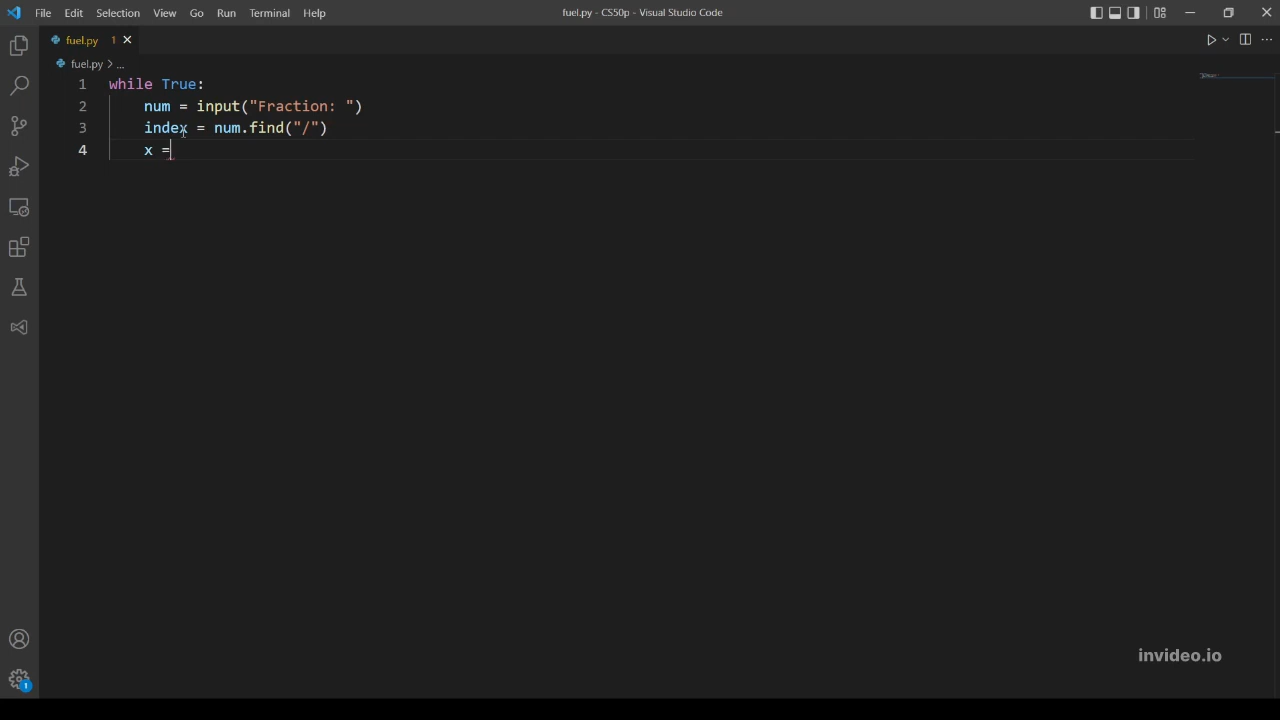 File Edit Selection View Go Run Terminal Help fuel.py - CS50p - Visual Studio Code
fuel.py 1
fuel.py > ...
1 while True:
2     num = input("Fraction: ")
3     index = num.find("/")
4     x =
invideo.io
1